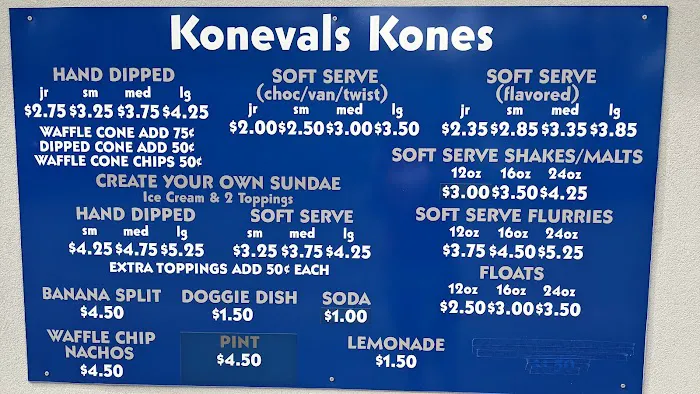 Konevals Kones
HAND DIPPED
jr sm med lg
$2.75 $3.25 $3.75 $4.25
WAFFLE CONE ADD 75¢
DIPPED CONE ADD 50¢
WAFFLE CONE CHIPS 50¢
SOFT SERVE
(choc/van/twist)
jr sm med lg
$2.00 $2.50 $3.00 $3.50
SOFT SERVE
(flavored)
jr sm med lg
$2.35 $2.85 $3.35 $3.85
SOFT SERVE SHAKES/MALTS
12oz 16oz 24oz
$3.00 $3.50 $4.25
CREATE YOUR OWN SUNDAE
Ice Cream & 2 Toppings
HAND DIPPED
sm med lg
$4.25 $4.75 $5.25
SOFT SERVE
sm med lg
$3.25 $3.75 $4.25
EXTRA TOPPINGS ADD 50¢ EACH
SOFT SERVE FLURRIES
12oz 16oz 24oz
$3.75 $4.50 $5.25
FLOATS
12oz 16oz 24oz
$2.50 $3.00 $3.50
BANANA SPLIT
$4.50
DOGGIE DISH
$1.50
SODA
$1.00
WAFFLE CHIP
NACHOS
$4.50
PINT
$4.50
LEMONADE
$1.50